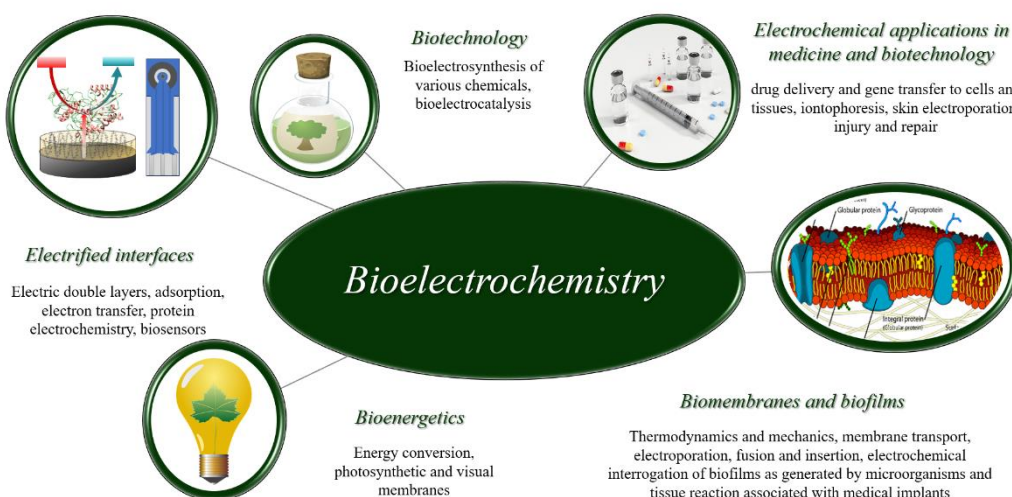 Biotechnology
Bioelectrosynthesis of
various chemicals,
bioelectrocatalysis
Electrochemical applications in
medicine and biotechnology
drug delivery and gene transfer to cells an
tissues, iontophoresis, skin electroporation
injury and repair
Electrified interfaces
Electric double layers, adsorption,
electron transfer, protein
electrochemistry, biosensors
Bioelectrochemistry
Globular protein
Glycoprotein
Integral protein
(Globular protein)
Bioenergetics
Energy conversion,
photosynthetic and visual
membranes
Biomembranes and biofilms
Thermodynamics and mechanics, membrane transport,
electroporation, fusion and insertion, electrochemical
interrogation of biofilms as generated by microorganisms and
tissue reaction associated with medical implants